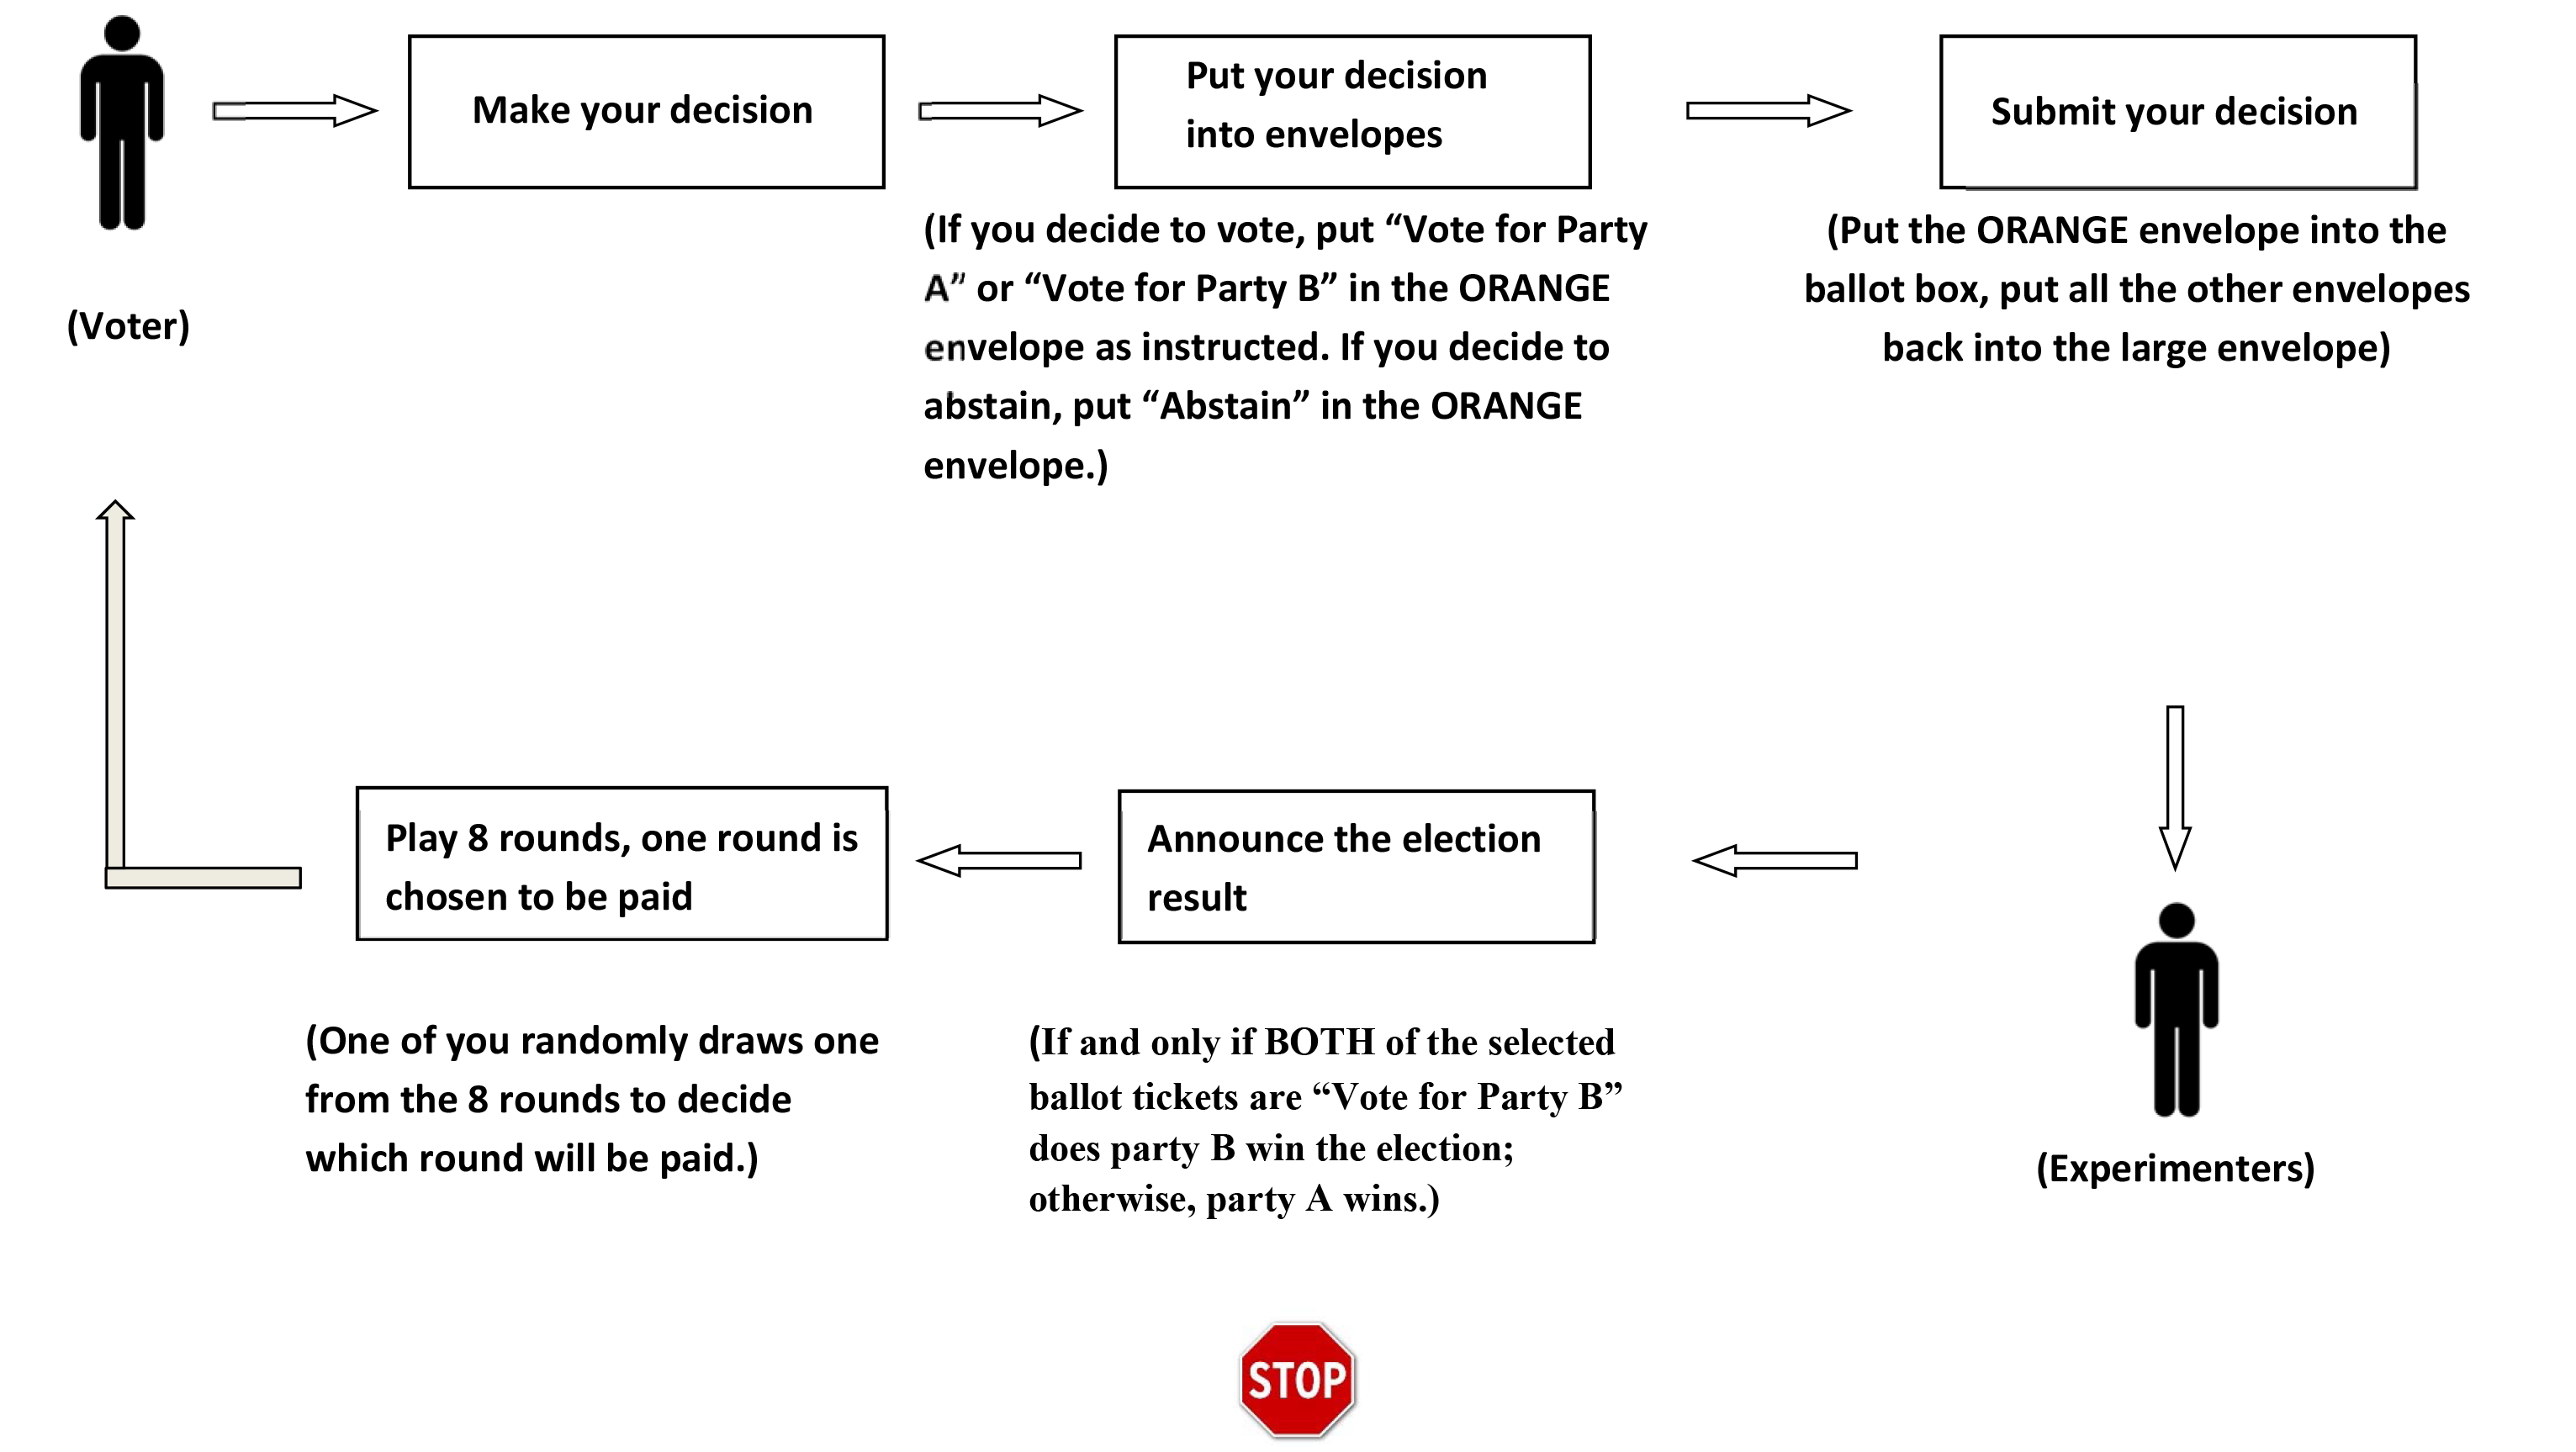 Make your decision
Put your decision
into envelopes
Submit your decision
(Voter)
(If you decide to vote, put “Vote for Party
A” or “Vote for Party B” in the ORANGE
envelope as instructed. If you decide to
abstain, put “Abstain” in the ORANGE
envelope.)
(Put the ORANGE envelope into the
ballot box, put all the other envelopes
back into the large envelope)
Play 8 rounds, one round is
chosen to be paid
Announce the election
result
(One of you randomly draws one
from the 8 rounds to decide
which round will be paid.)
(If and only if BOTH of the selected
ballot tickets are “Vote for Party B”
does party B win the election;
otherwise, party A wins.)
(Experimenters)
STOP